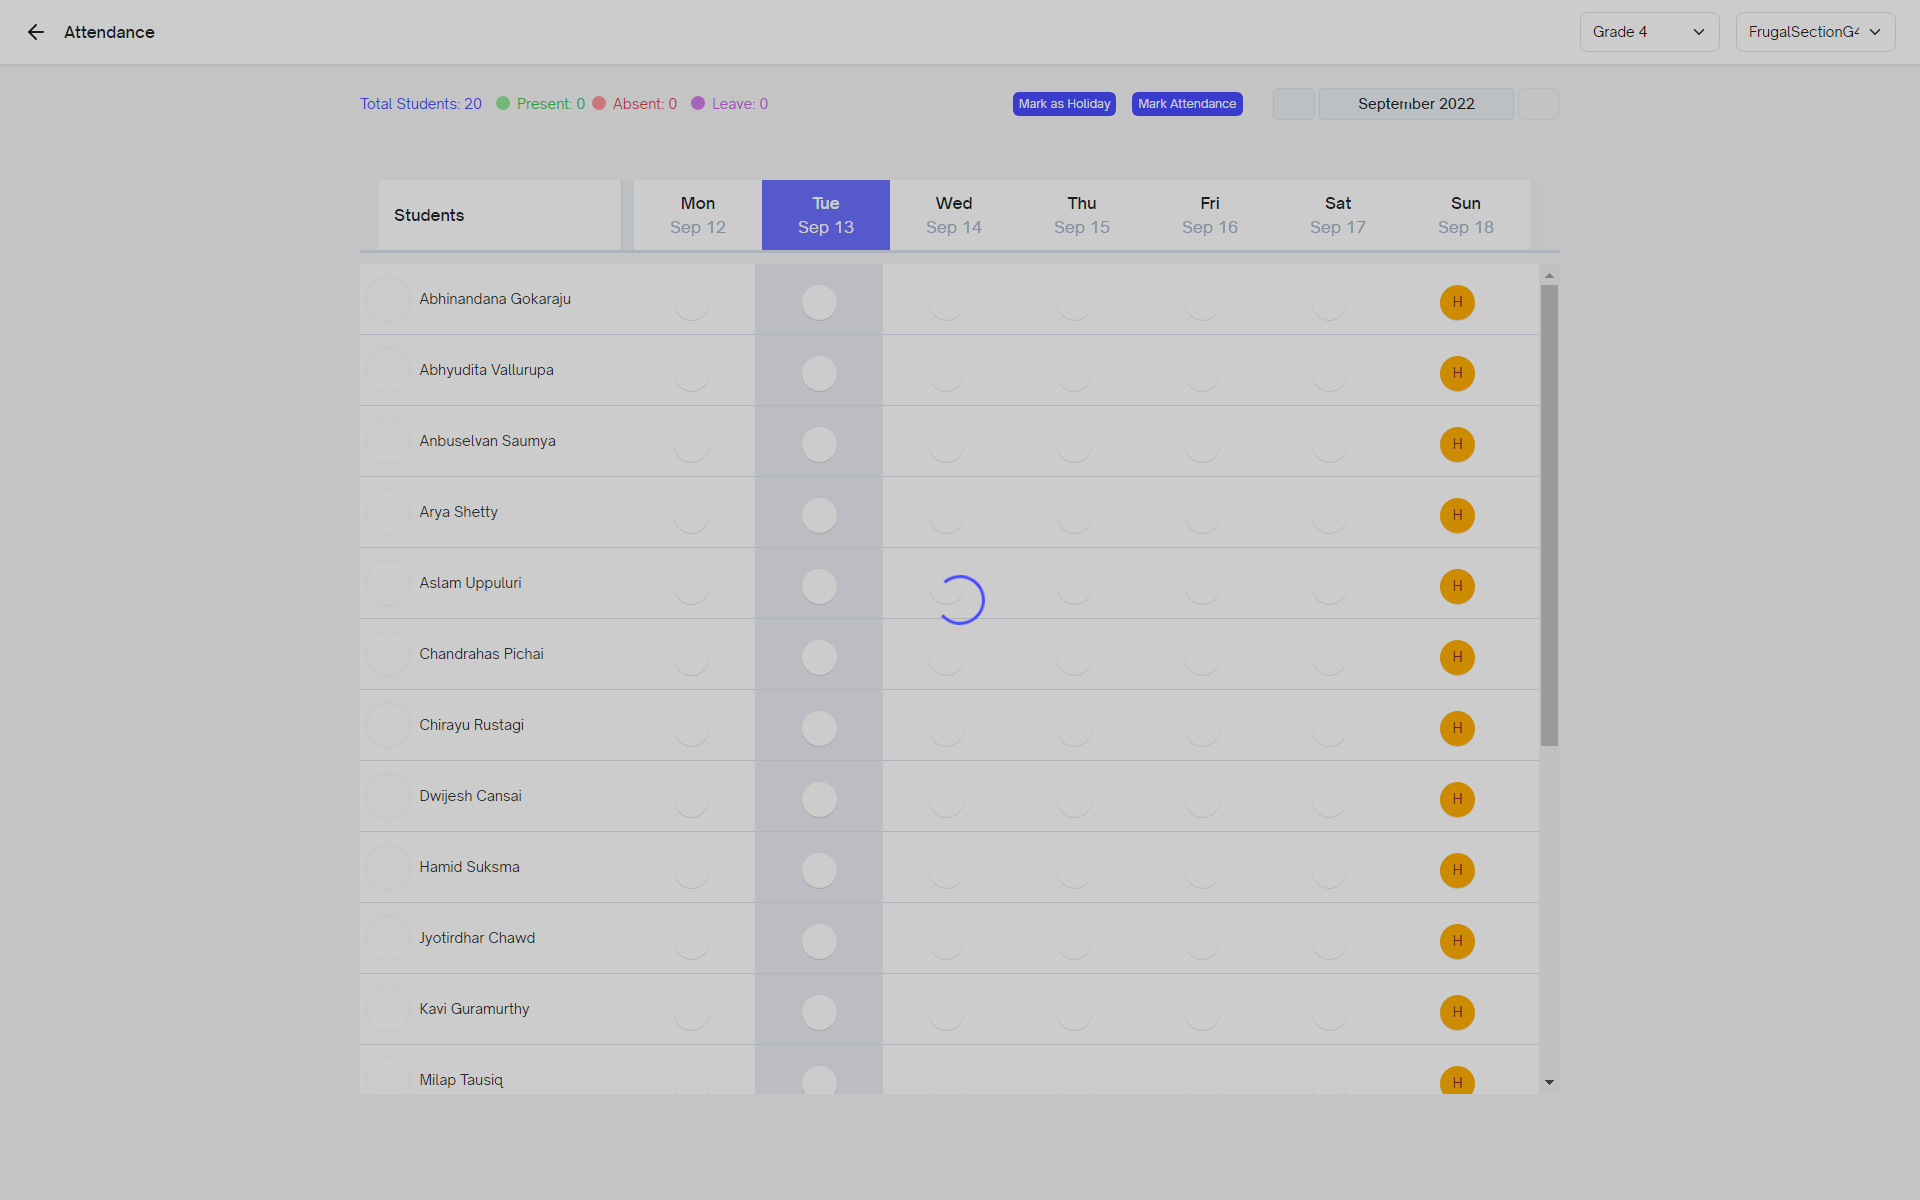 Attendance
Grade 4
FrugalSectionG4
Total Students: 20
Present: 0
Absent: 0
Leave: 0
Mark as Holiday
Mark Attendance
September 2022
Students
Mon
Sep 12
Tue
Sep 13
Wed
Sep 14
Thu
Sep 15
Fri
Sep 16
Sat
Sep 17
Sun
Sep 18
Abhinandana Gokaraju
H
Abhyudita Vallurupa
H
Anbuselvan Saumya
H
Arya Shetty
H
Aslam Uppuluri
H
Chandrahas Pichai
H
Chirayu Rustagi
H
Dwijesh Cansai
H
Hamid Suksma
H
Jyotirdhar Chawd
H
Kavi Guramurthy
H
Milap Tausiq
H